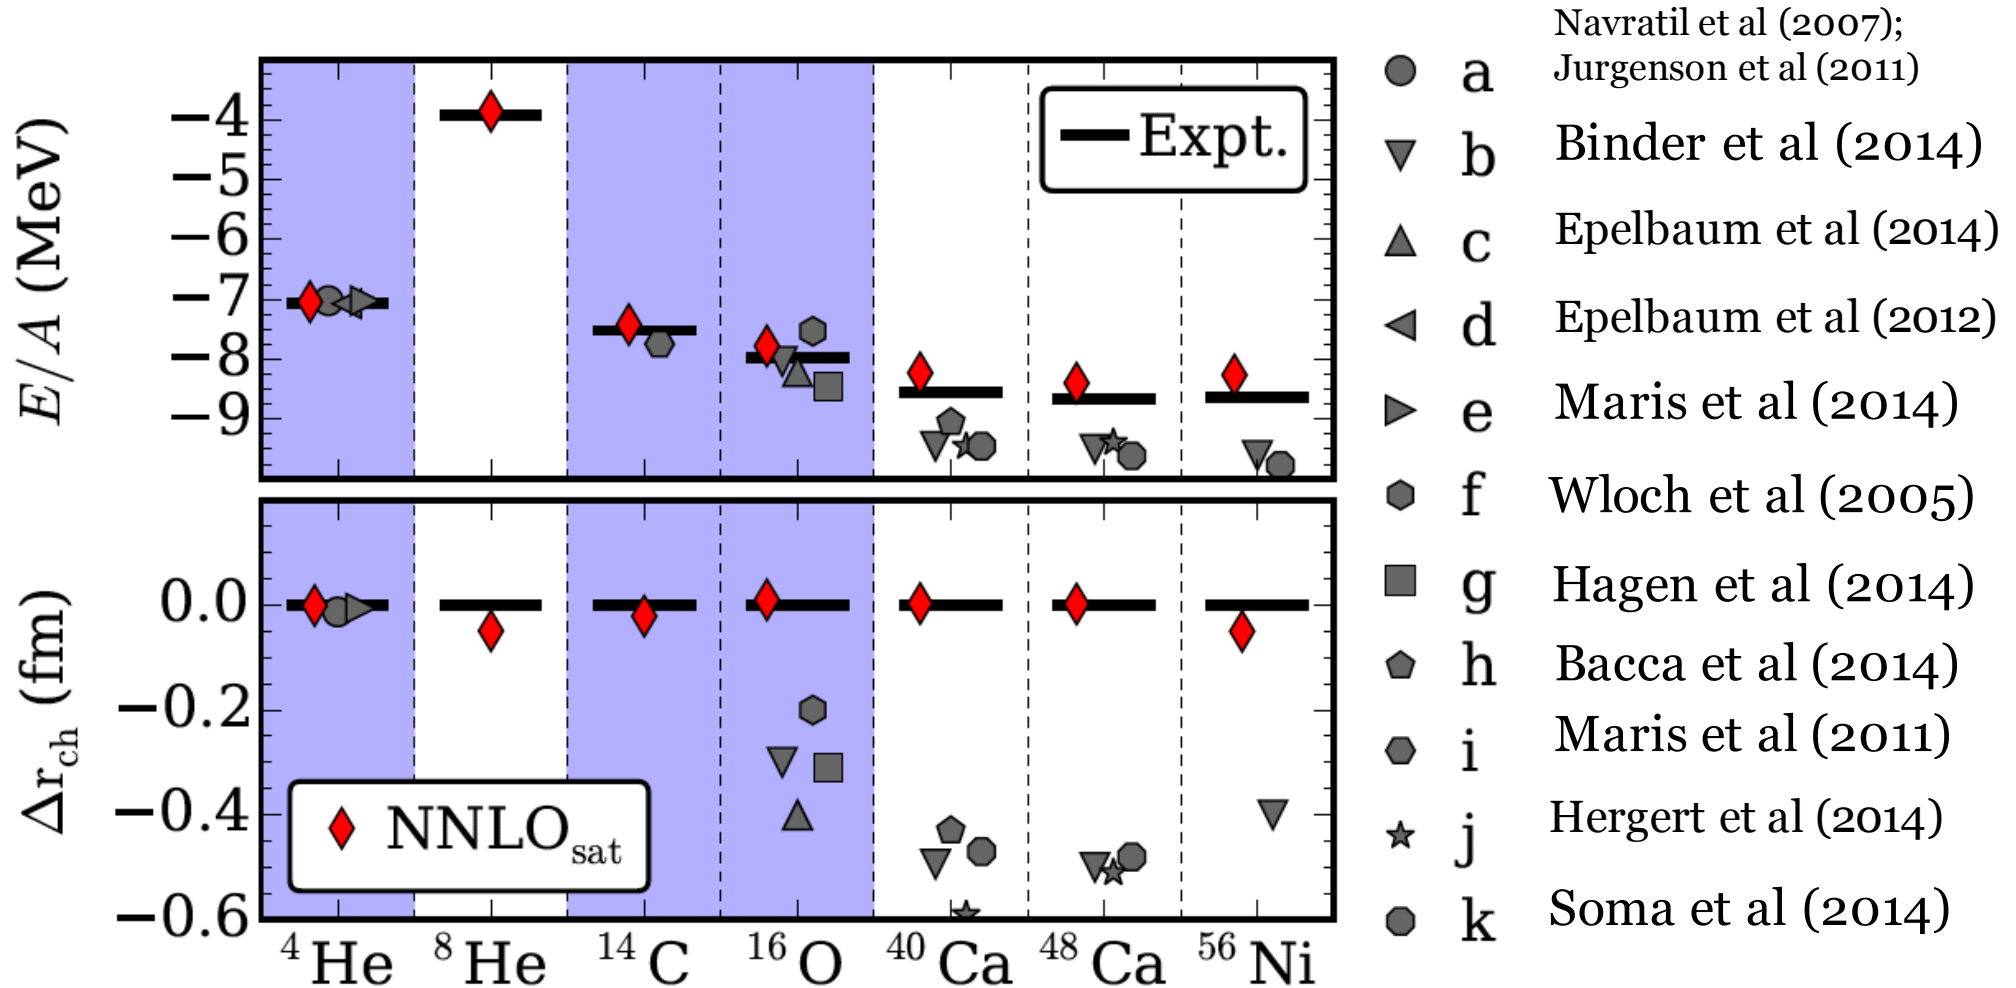 E/A (MeV)
−4
−5
−6
−7
−8
−9
Expt.
Δr_ch (fm)
0.0
−0.2
−0.4
−0.6
NNLO_sat
⁴He ⁸He ¹⁴C ¹⁶O ⁴⁰Ca ⁴⁸Ca ⁵⁶Ni
Navratil et al (2007);
a Jurgenson et al (2011)
b Binder et al (2014)
c Epelbaum et al (2014)
d Epelbaum et al (2012)
e Maris et al (2014)
f Wloch et al (2005)
g Hagen et al (2014)
h Bacca et al (2014)
i Maris et al (2011)
j Hergert et al (2014)
k Soma et al (2014)